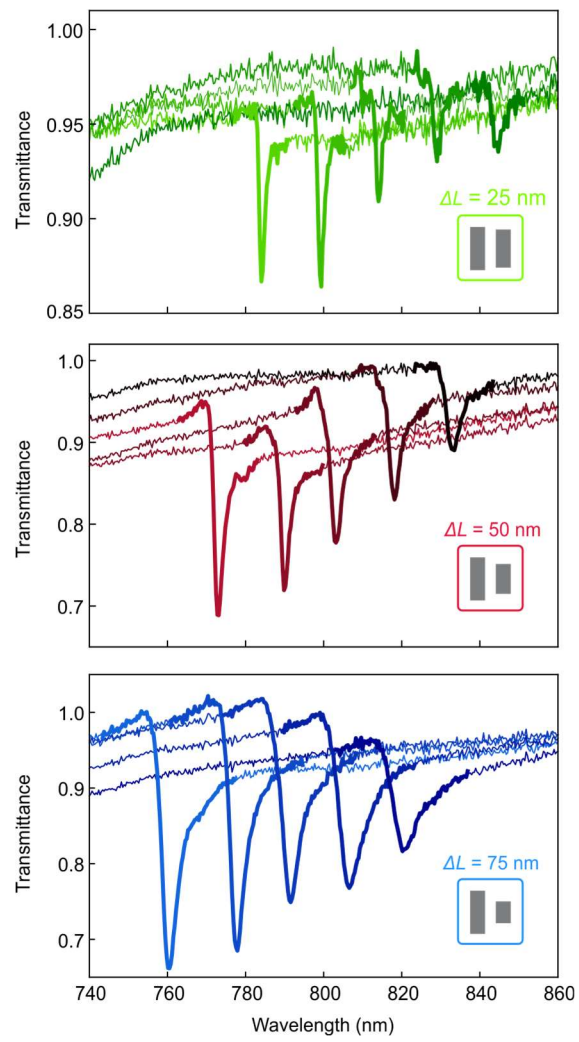 1.00
0.95
0.90
0.85
Transmittance
ΔL = 25 nm
1.0
0.9
0.8
0.7
Transmittance
ΔL = 50 nm
1.0
0.9
0.8
0.7
Transmittance
ΔL = 75 nm
740 760 780 800 820 840 860
Wavelength (nm)